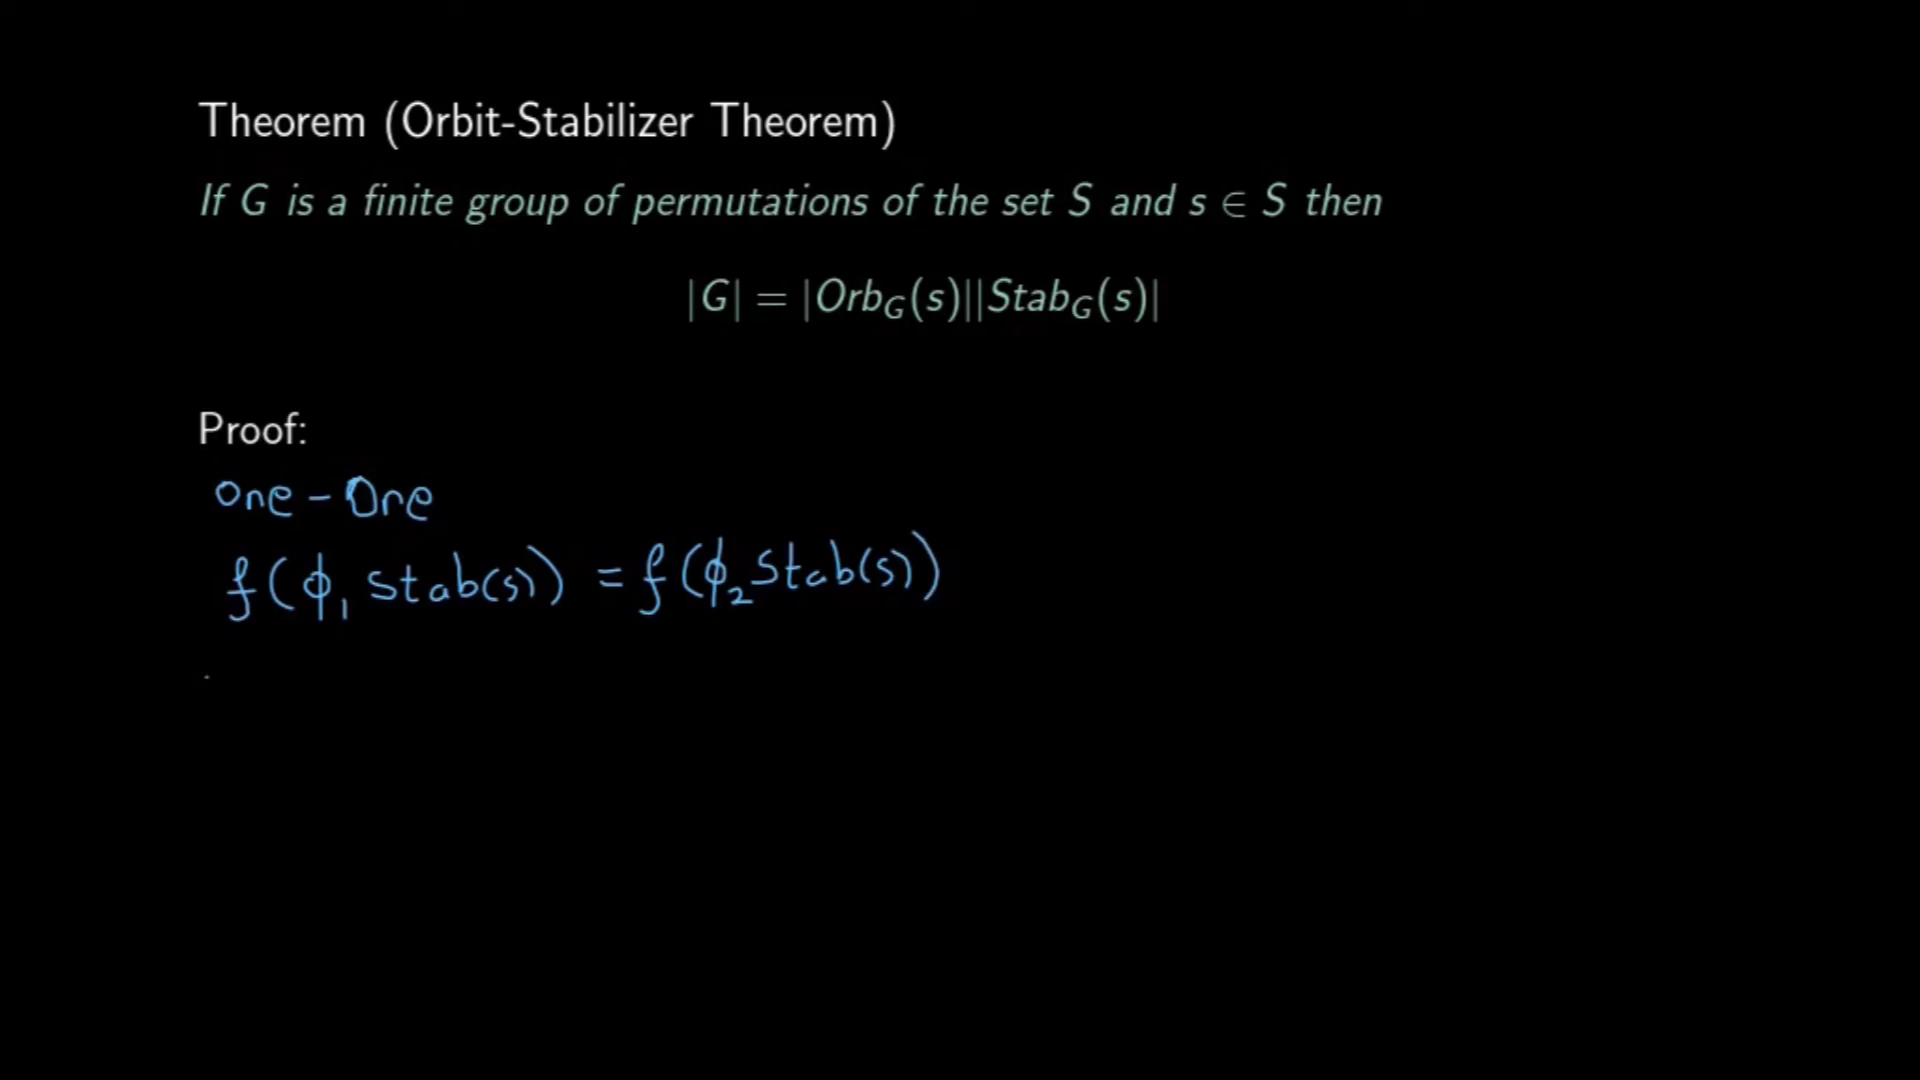 Theorem (Orbit-Stabilizer Theorem)
If G is a finite group of permutations of the set S and s ∈ S then
|G| = |Orb_G(s)||Stab_G(s)|
Proof:
One - One
f(ϕ₁ Stab(s)) = f(ϕ₂ Stab(s))